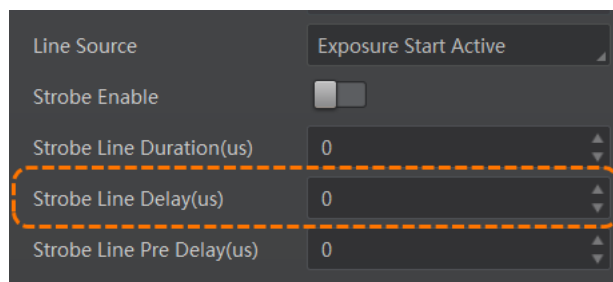 Line Source Exposure Start Active
Strobe Enable
Strobe Line Duration(us) 0
Strobe Line Delay(us) 0
Strobe Line Pre Delay(us) 0